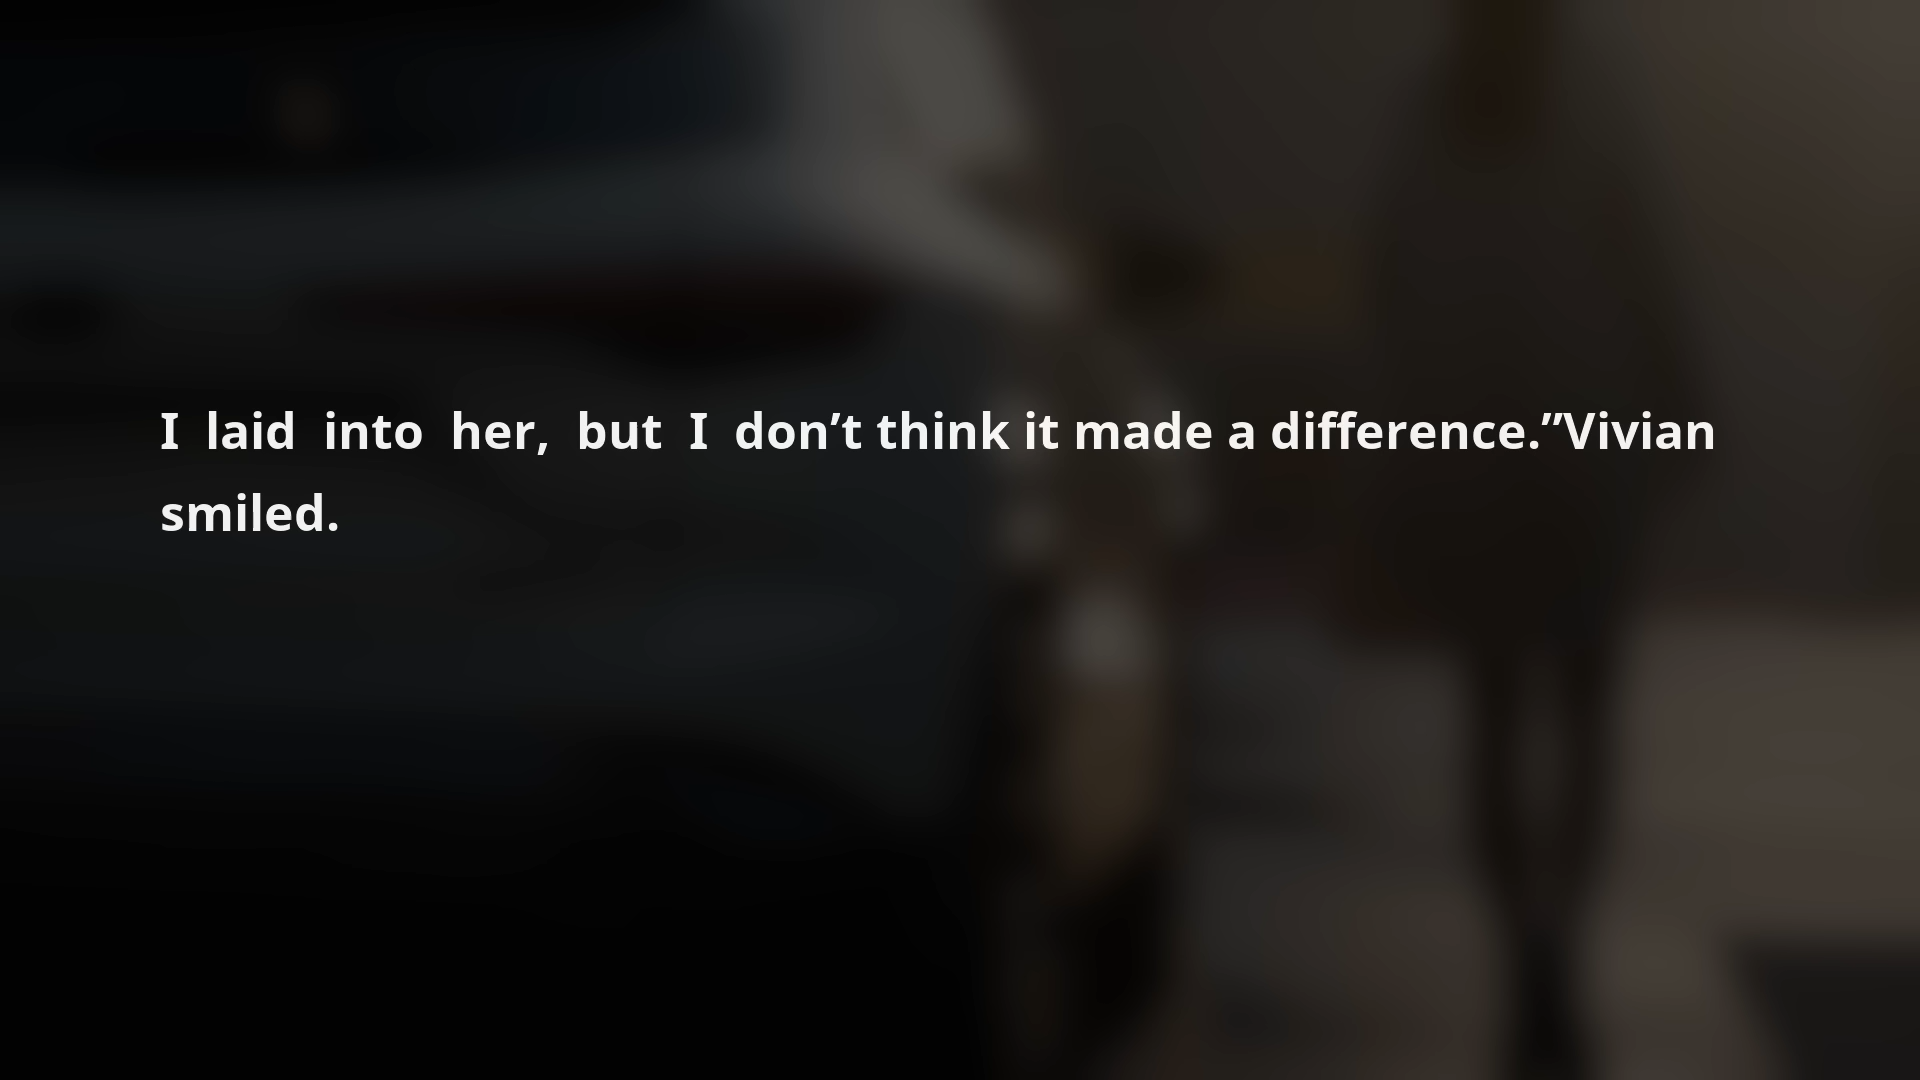 I laid into her, but I don’t think it made a difference.”Vivian
smiled.